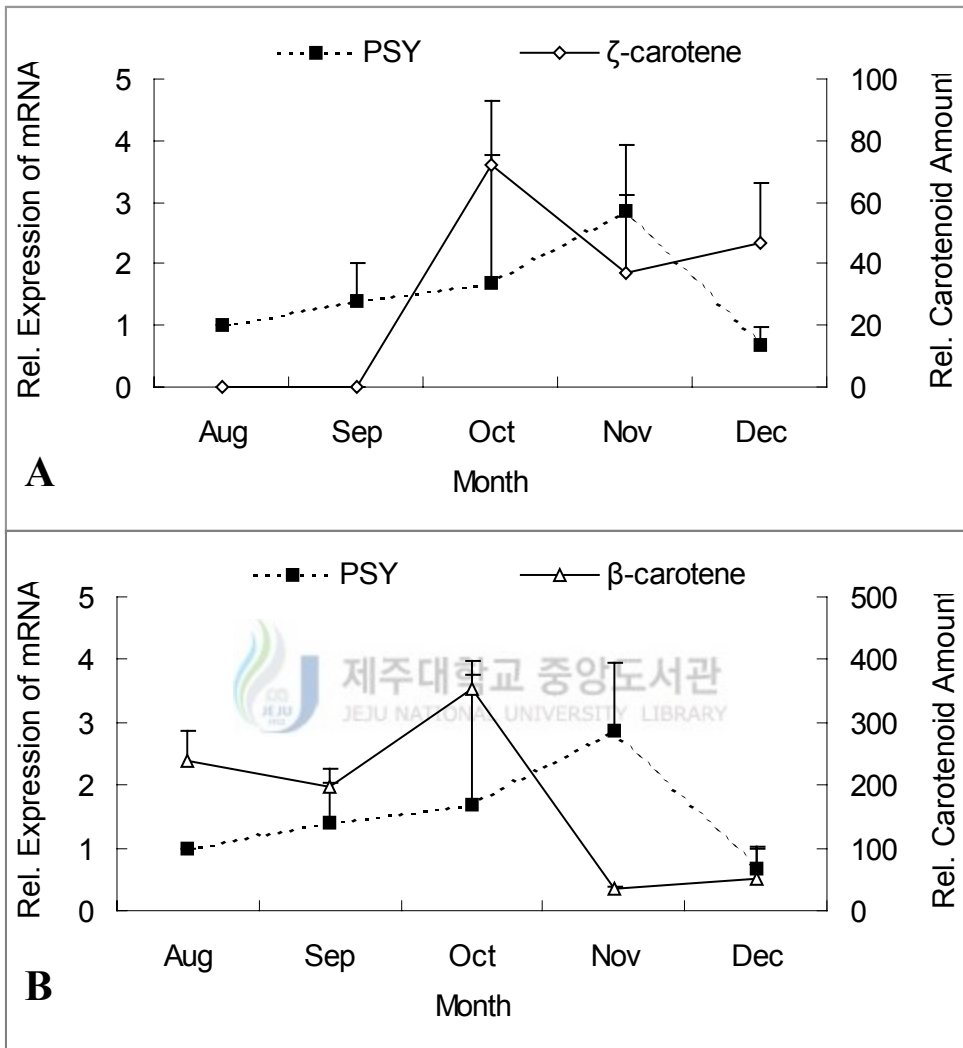 PSY ζ-carotene
Rel. Expression of mRNA
5
4
3
2
1
0
100
80
60
40
20
0
Rel. Carotenoid Amount
Aug Sep Oct Nov Dec
Month
A
PSY β-carotene
Rel. Expression of mRNA
5
4
3
2
1
0
500
400
300
200
100
0
Rel. Carotenoid Amount
제주대학교 중앙도서관
JEJU NATIONAL UNIVERSITY LIBRARY
JEJU
Aug Sep Oct Nov Dec
Month
B